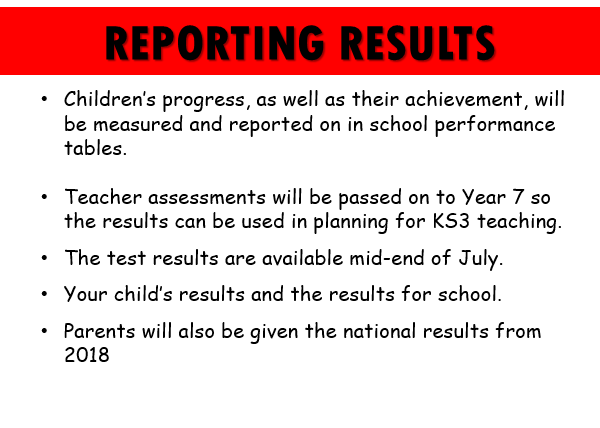 REPORTING RESULTS
• Children's progress, as well as their achievement, will
be measured and reported on in school performance
tables.
• Teacher assessments will be passed on to Year 7 so
the results can be used in planning for KS3 teaching.
• The test results are available mid-end of July.
• Your child's results and the results for school.
• Parents will also be given the national results from
2018